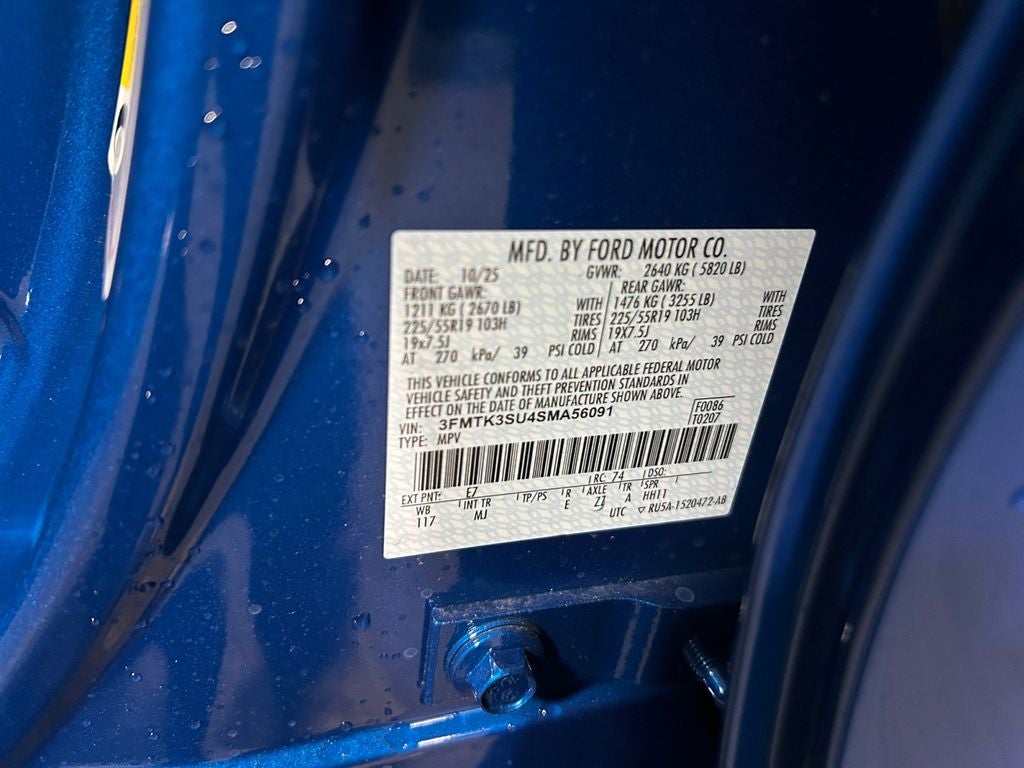 MFD. BY FORD MOTOR CO.
DATE: 10/25 GVWR: 2640 KG ( 5820 LB)
FRONT GAWR: REAR GAWR:
1211 KG ( 2670 LB) WITH 1476 KG ( 3255 LB) WITH
225/55R19 103H TIRES 225/55R19 103H TIRES
19x7.5J RIMS 19X7.5J RIMS
AT 270 kPa/ 39 PSI COLD AT 270 kPa/ 39 PSI COLD
THIS VEHICLE CONFORMS TO ALL APPLICABLE FEDERAL MOTOR
VEHICLE SAFETY AND THEFT PREVENTION STANDARDS IN
EFFECT ON THE DATE OF MANUFACTURE SHOWN ABOVE.
VIN: 3FMTK3SU4SMA56091 F0086
TYPE: MPV T0207
EXT PNT: E7 RC: 74 DSO:
WB INT TR TP/PS R AXLE TR SPR
117 MJ E ZJ A HH11
UTC ▽ RU5A-1520472-AB